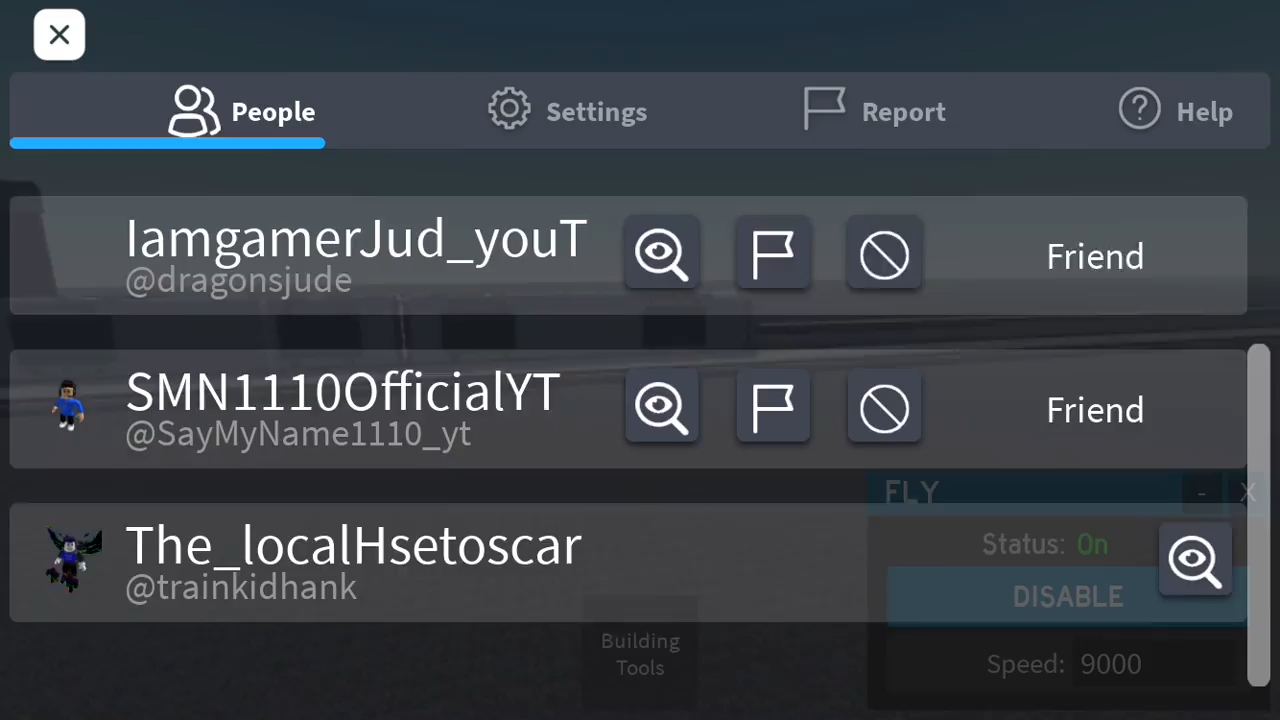 People
Settings
Report
Help
IamgamerJud_youT
@dragonsjude
Friend
SMN1110OfficialYT
@SayMyName1110_yt
Friend
FLY
-
X
The_localHsetoscar
@trainkidhank
Status: On
DISABLE
Building
Tools
Speed: 9000